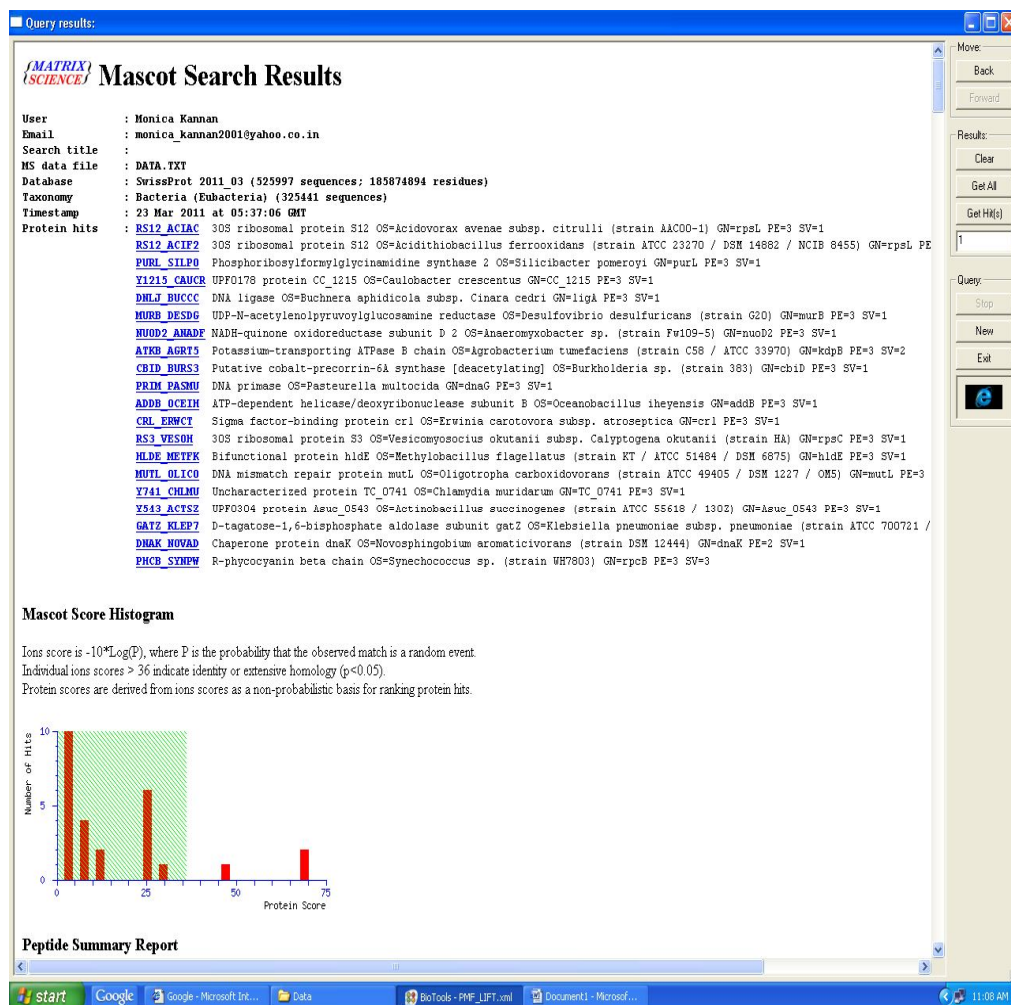 Query results:
{MATRIX}
{SCIENCE} Mascot Search Results
User : Monica Kannan
Email : monica_kannan2001@yahoo.co.in
Search title :
MS data file : DATA.TXT
Database : SwissProt 2011_03 (525997 sequences; 185874894 residues)
Taxonomy : Bacteria (Eubacteria) (325441 sequences)
Timestamp : 23 Mar 2011 at 05:37:06 GMT
Protein hits : RS12_ACIAC 30S ribosomal protein S12 OS=Acidovorax avenae subsp. citrulli (strain AAC00-1) GN=rpsL PE=3 SV=1
RS12_ACIF2 30S ribosomal protein S12 OS=Acidithiobacillus ferrooxidans (strain ATCC 23270 / DSM 14882 / NCIB 8455) GN=rpsL PE
PURL_SILPO Phosphoribosylformylglycinamidine synthase 2 OS=Silicibacter pomeroyi GN=purL PE=3 SV=1
Y1215_CAUCR UPF0178 protein CC_1215 OS=Caulobacter crescentus GN=CC_1215 PE=3 SV=1
DNLJ_BUCCC DNA ligase OS=Buchnera aphidicola subsp. Cinara cedri GN=ligA PE=3 SV=1
MURB_DESDG UDP-N-acetylenolpyruvoylglucosamine reductase OS=Desulfovibrio desulfuricans (strain G20) GN=murB PE=3 SV=1
NUOD2_ANADF NADH-quinone oxidoreductase subunit D 2 OS=Anaeromyxobacter sp. (strain Fw109-5) GN=nuoD2 PE=3 SV=1
ATKB_AGRT5 Potassium-transporting ATPase B chain OS=Agrobacterium tumefaciens (strain C58 / ATCC 33970) GN=kdpB PE=3 SV=2
CBID_BURS3 Putative cobalt-precorrin-6A synthase [deacetylating] OS=Burkholderia sp. (strain 383) GN=cbiD PE=3 SV=1
PRIM_PASMU DNA primase OS=Pasteurella multocida GN=dnaG PE=3 SV=1
ADDB_OCEIH ATP-dependent helicase/deoxyribonuclease subunit B OS=Oceanobacillus iheyensis GN=addB PE=3 SV=1
CRL_ERWCT Sigma factor-binding protein crl OS=Erwinia carotovora subsp. atroseptica GN=crl PE=3 SV=1
RS3_VESOH 30S ribosomal protein S3 OS=Vesicomyosocius okutanii subsp. Calyptogena okutanii (strain HA) GN=rpsC PE=3 SV=1
HLDE_METFK Bifunctional protein hldE OS=Methylobacillus flagellatus (strain KT / ATCC 51484 / DSM 6875) GN=hldE PE=3 SV=1
MUTL_OLICO DNA mismatch repair protein mutL OS=Oligotropha carboxidovorans (strain ATCC 49405 / DSM 1227 / OM5) GN=mutL PE=3
Y741_CHLMU Uncharacterized protein TC_0741 OS=Chlamydia muridarum GN=TC_0741 PE=3 SV=1
Y543_ACTSZ UPF0304 protein Asuc_0543 OS=Actinobacillus succinogenes (strain ATCC 55618 / 130Z) GN=Asuc_0543 PE=3 SV=1
GATZ_KLEP7 D-tagatose-1,6-bisphosphate aldolase subunit gatZ OS=Klebsiella pneumoniae subsp. pneumoniae (strain ATCC 700721 /
DNAK_NOVAD Chaperone protein dnaK OS=Novosphingobium aromaticivorans (strain DSM 12444) GN=dnaK PE=2 SV=1
PHCB_SYNPW R-phycocyanin beta chain OS=Synechococcus sp. (strain WH7803) GN=rpcB PE=3 SV=3
Mascot Score Histogram
Ions score is -10*Log(P), where P is the probability that the observed match is a random event.
Individual ions scores > 36 indicate identity or extensive homology (p<0.05).
Protein scores are derived from ions scores as a non-probabilistic basis for ranking protein hits.
Number of Hits
10
5
0
0 25 50 75
Protein Score
Peptide Summary Report
Move:
Back
Forward
Results:
Clear
Get All
Get Hit(s)
1
Query:
Stop
New
Exit
start Google Google - Microsoft Int... Data BioTools - PMF_LIFT.xml Document1 - Microsof... 11:08 AM